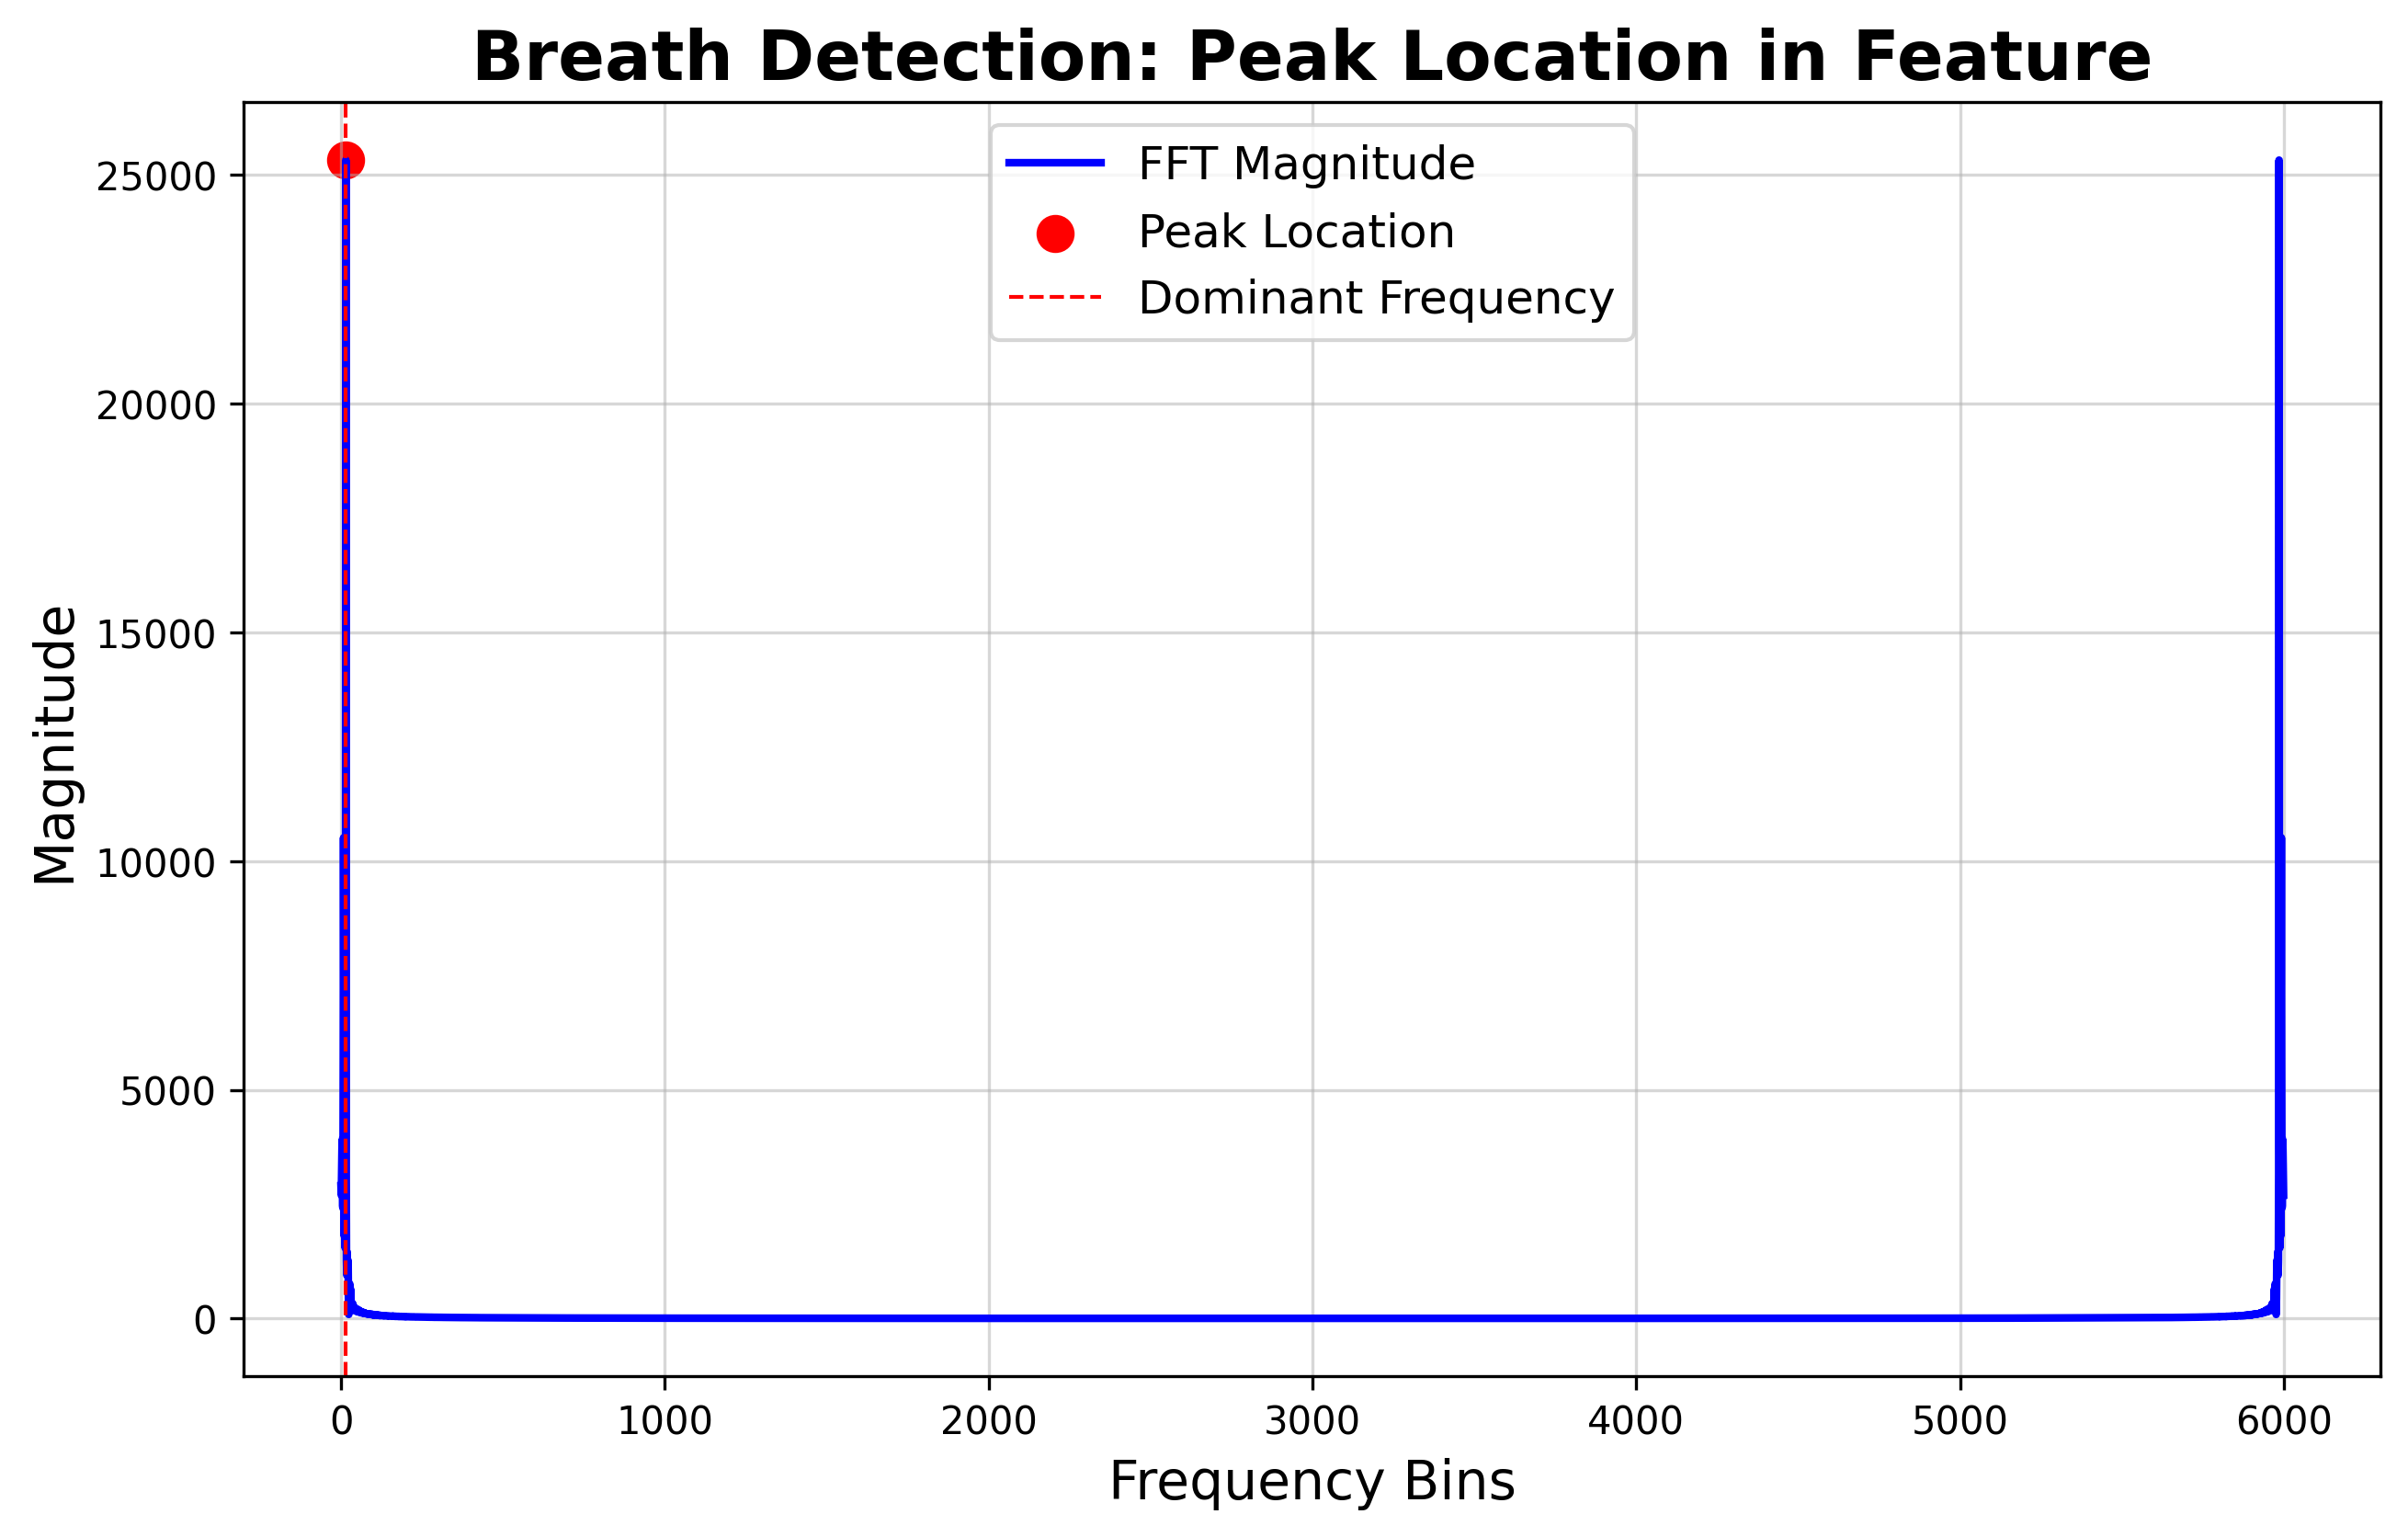 Breath Detection: Peak Location in Feature
FFT Magnitude
Peak Location
Dominant Frequency
Magnitude
25000
20000
15000
10000
5000
0
0 1000 2000 3000 4000 5000 6000
Frequency Bins